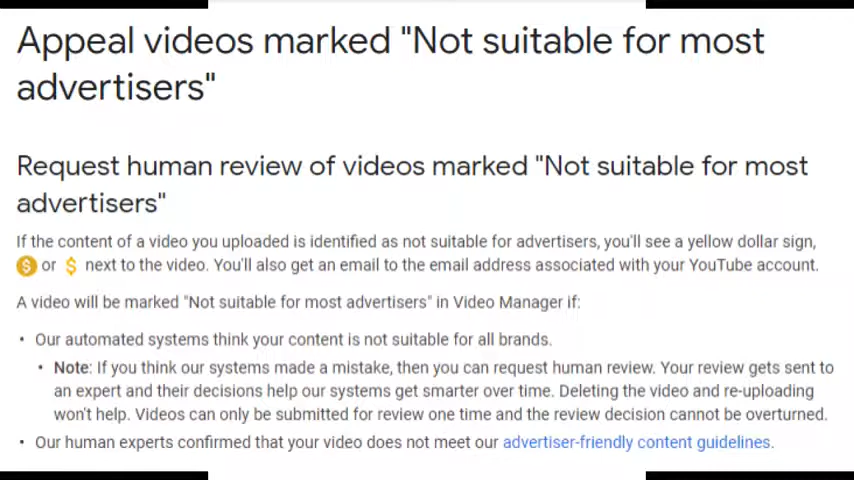 Appeal videos marked "Not suitable for most
advertisers"
Request human review of videos marked "Not suitable for most
advertisers"
If the content of a video you uploaded is identified as not suitable for advertisers, you'll see a yellow dollar sign,
$ or $ next to the video. You'll also get an email to the email address associated with your YouTube account.
A video will be marked "Not suitable for most advertisers" in Video Manager if:
• Our automated systems think your content is not suitable for all brands.
• Note: If you think our systems made a mistake, then you can request human review. Your review gets sent to
an expert and their decisions help our systems get smarter over time. Deleting the video and re-uploading
won't help. Videos can only be submitted for review one time and the review decision cannot be overturned.
• Our human experts confirmed that your video does not meet our advertiser-friendly content guidelines.